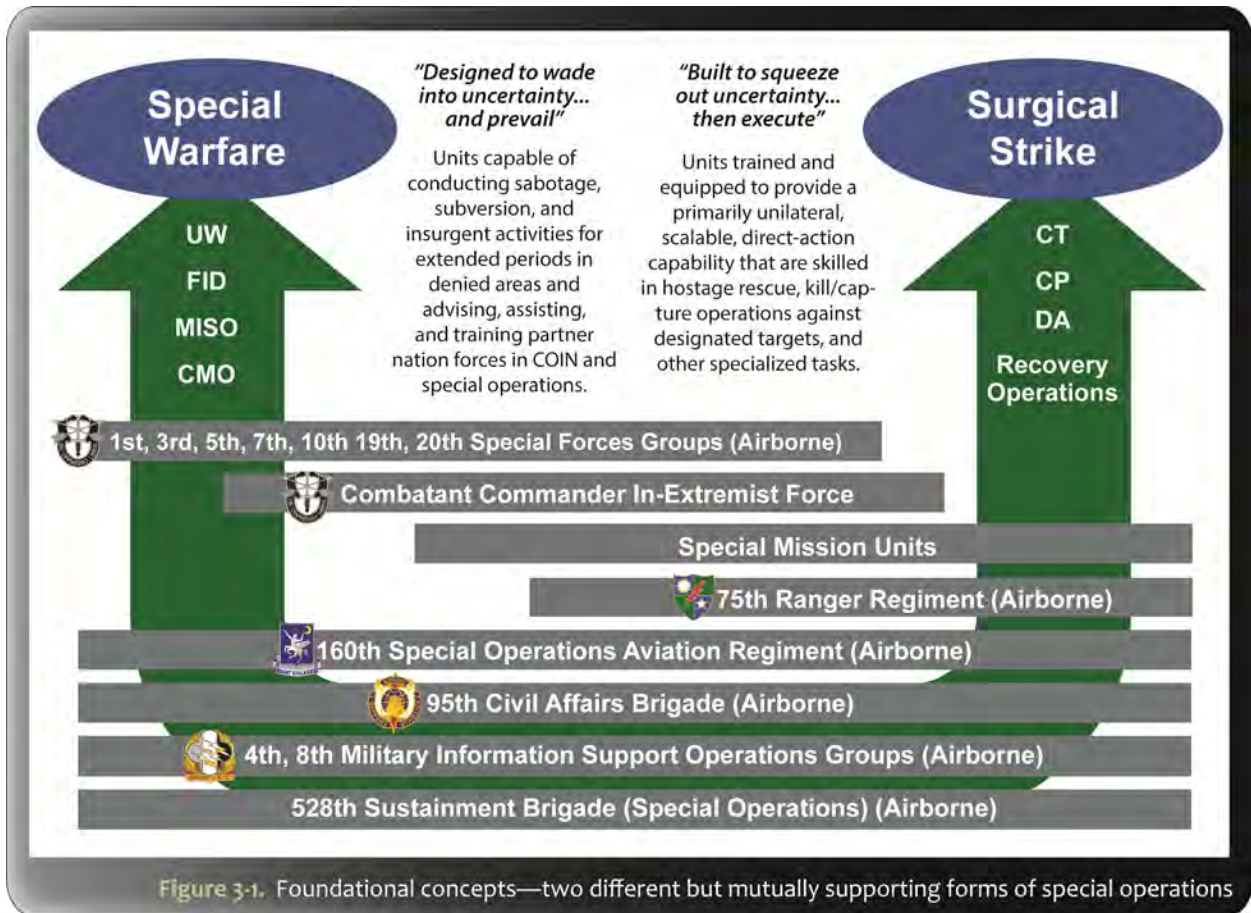 Special
Warfare
"Designed to wade
into uncertainty...
and prevail"
Units capable of
conducting sabotage,
subversion, and
insurgent activities for
extended periods in
denied areas and
advising, assisting,
and training partner
nation forces in COIN and
special operations.
"Built to squeeze
out uncertainty...
then execute"
Units trained and
equipped to provide a
primarily unilateral,
scalable, direct-action
capability that are skilled
in hostage rescue, kill/cap-
ture operations against
designated targets, and
other specialized tasks.
Surgical
Strike
UW
FID
MISO
CMO
CT
CP
DA
Recovery
Operations
1st, 3rd, 5th, 7th, 10th 19th, 20th Special Forces Groups (Airborne)
Combatant Commander In-Extremist Force
Special Mission Units
75th Ranger Regiment (Airborne)
160th Special Operations Aviation Regiment (Airborne)
95th Civil Affairs Brigade (Airborne)
4th, 8th Military Information Support Operations Groups (Airborne)
528th Sustainment Brigade (Special Operations) (Airborne)
Figure 3-1. Foundational concepts—two different but mutually supporting forms of special operations